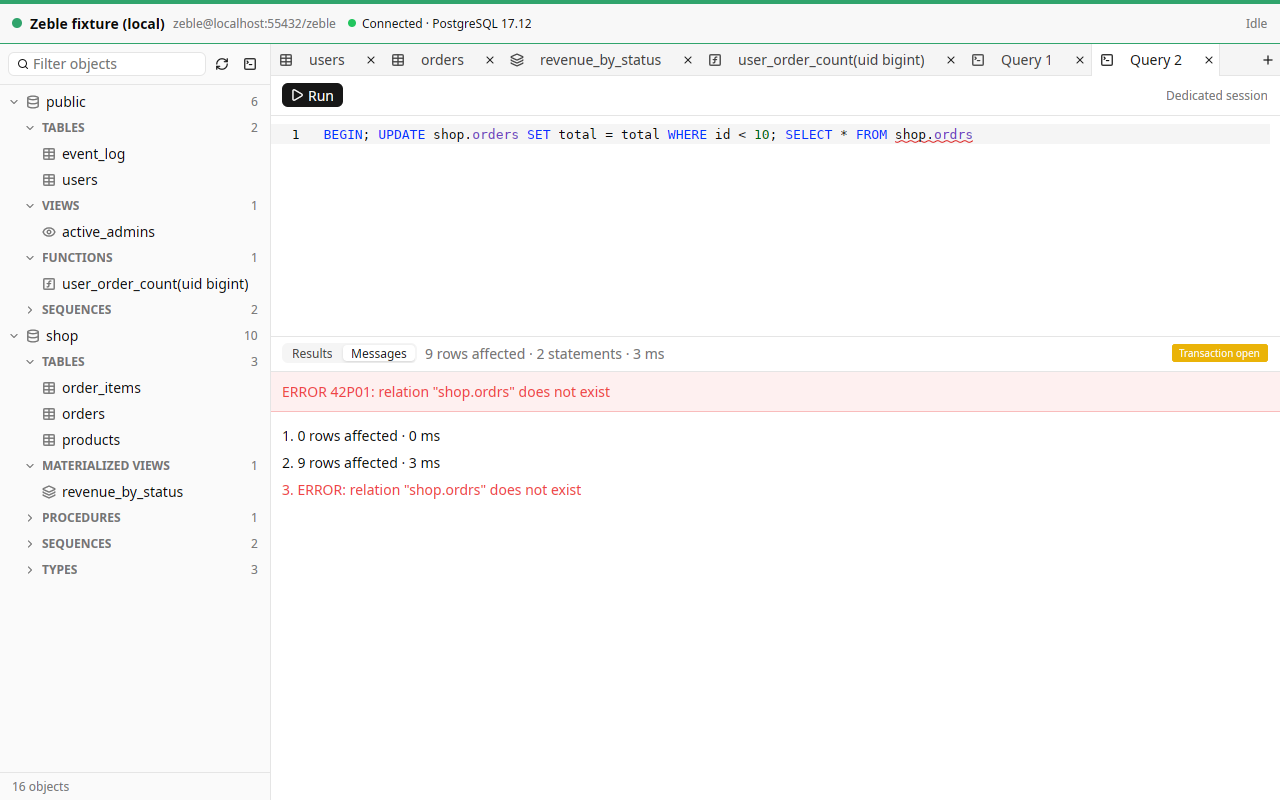 Zeble fixture (local) zeble@localhost:55432/zeble Connected · PostgreSQL 17.12 Idle
Filter objects
users orders revenue_by_status user_order_count(uid bigint) Query 1 Query 2
Run Dedicated session
public 6
TABLES 2
event_log
users
VIEWS 1
active_admins
FUNCTIONS 1
user_order_count(uid bigint)
SEQUENCES 2
shop 10
TABLES 3
order_items
orders
products
MATERIALIZED VIEWS 1
revenue_by_status
PROCEDURES 1
SEQUENCES 2
TYPES 3
16 objects
1 BEGIN; UPDATE shop.orders SET total = total WHERE id < 10; SELECT * FROM shop.ordrs
Results Messages 9 rows affected · 2 statements · 3 ms Transaction open
ERROR 42P01: relation "shop.ordrs" does not exist
1. 0 rows affected · 0 ms
2. 9 rows affected · 3 ms
3. ERROR: relation "shop.ordrs" does not exist